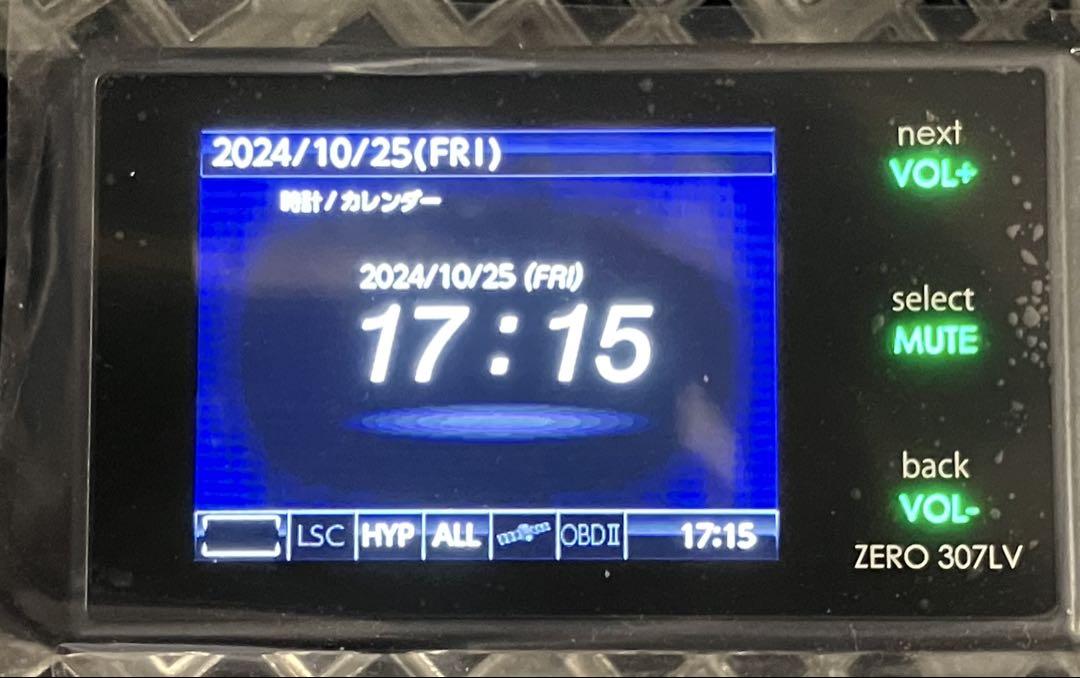 2024/10/25(FRI)
時計/カレンダー
2024/10/25 (FRI)
17:15
LSC HYP ALL OBDⅡ 17:15
next
VOL+
select
MUTE
back
VOL-
ZERO 307LV